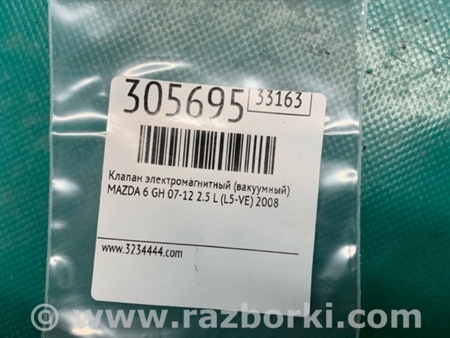 305695 33163
Клапан электромагнитный (вакуумный)
MAZDA 6 GH 07-12 2.5 L (L5-VE) 2008
www.3234444.com
www.razborki.com